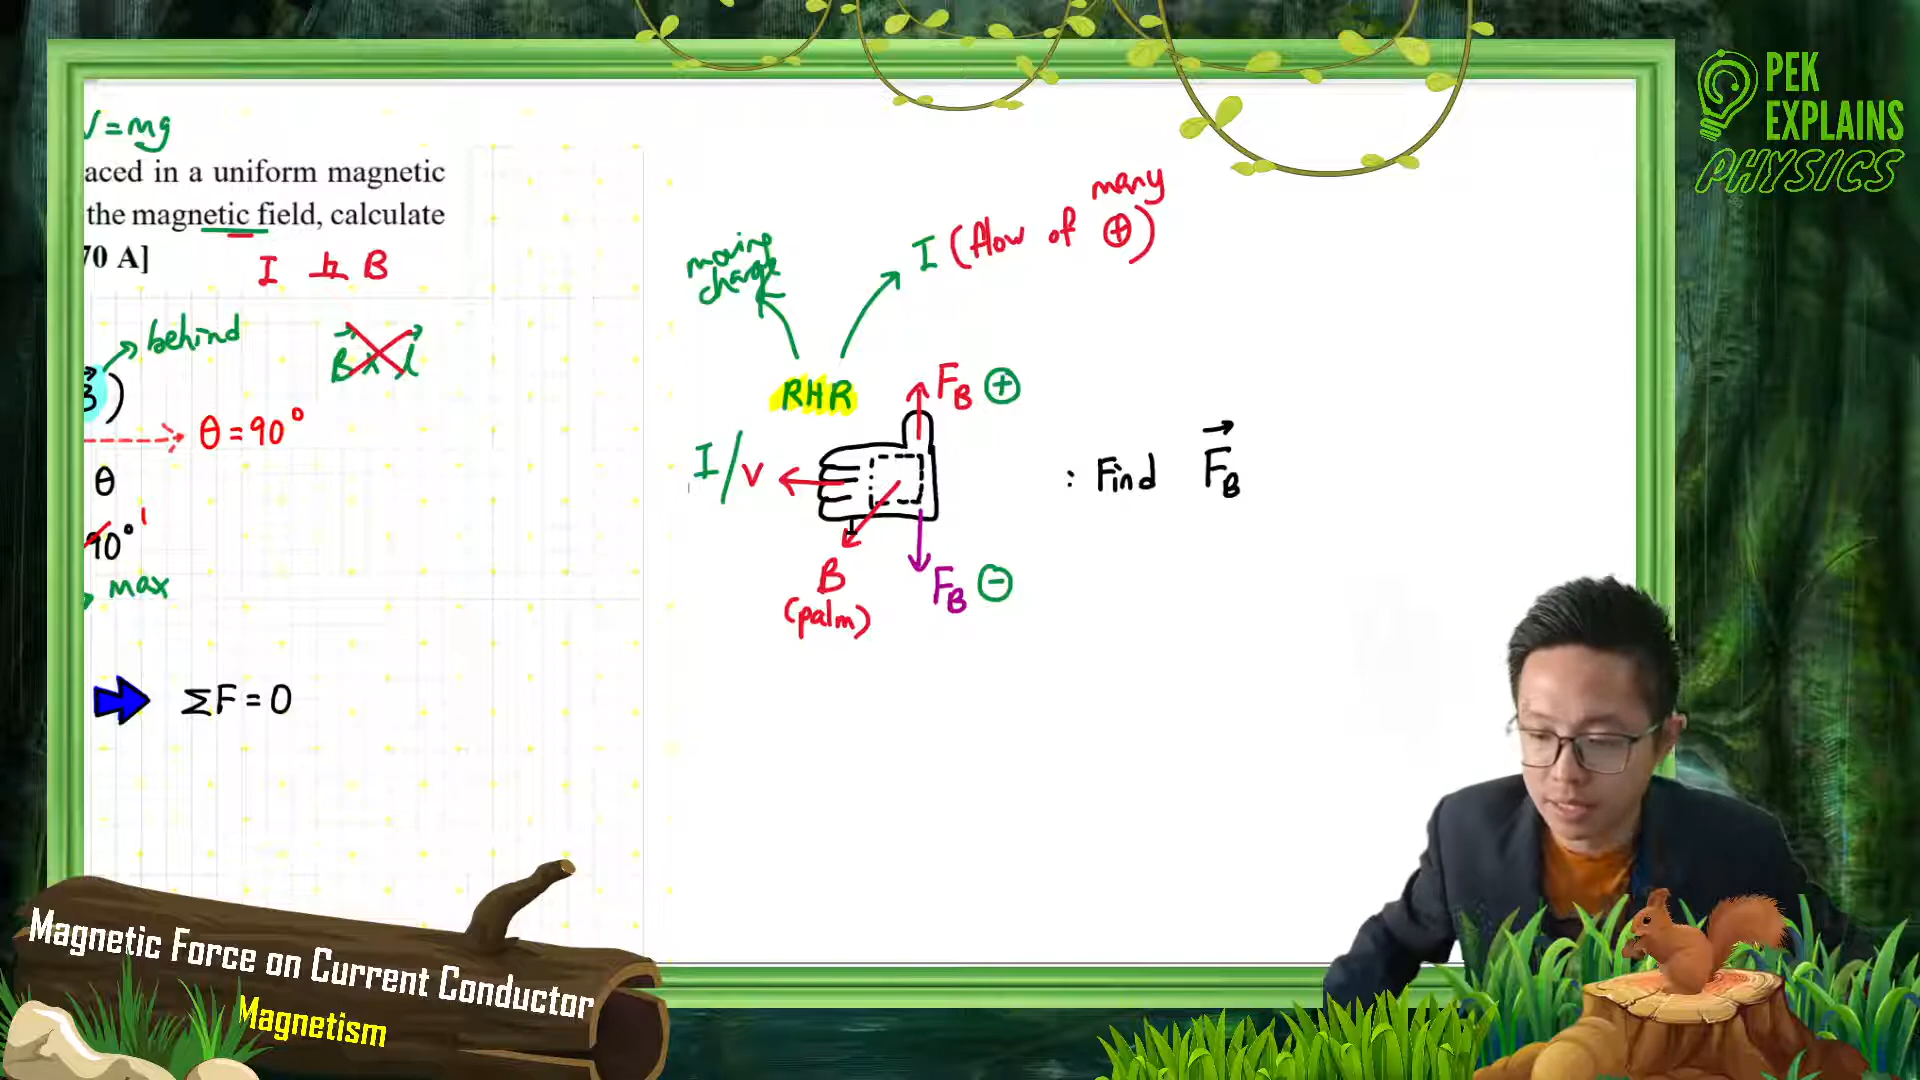 =mg
aced in a uniform magnetic
the magnetic field, calculate
70 A]
I ⊥ B
behind
B × l
θ = 90°
θ
90° 1
max
ΣF = 0
many
I (flow of ⊕)
moving
charge
RHR
F_B ⊕
I/v
B
(palm)
F_B ⊖
: Find F_B
PEK
EXPLAINS
PHYSICS
Magnetic Force on Current Conductor
Magnetism